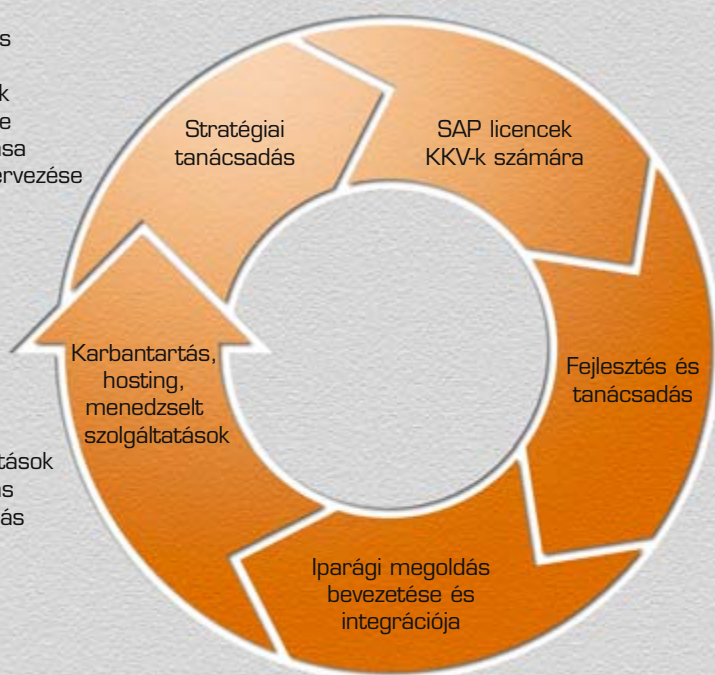 Stratégiai
tanácsadás
SAP licencek
KKV-k számára
Fejlesztés és
tanácsadás
Iparági megoldás
bevezetése és
integrációja
Karbantartás,
hosting,
menedzselt
szolgáltatások